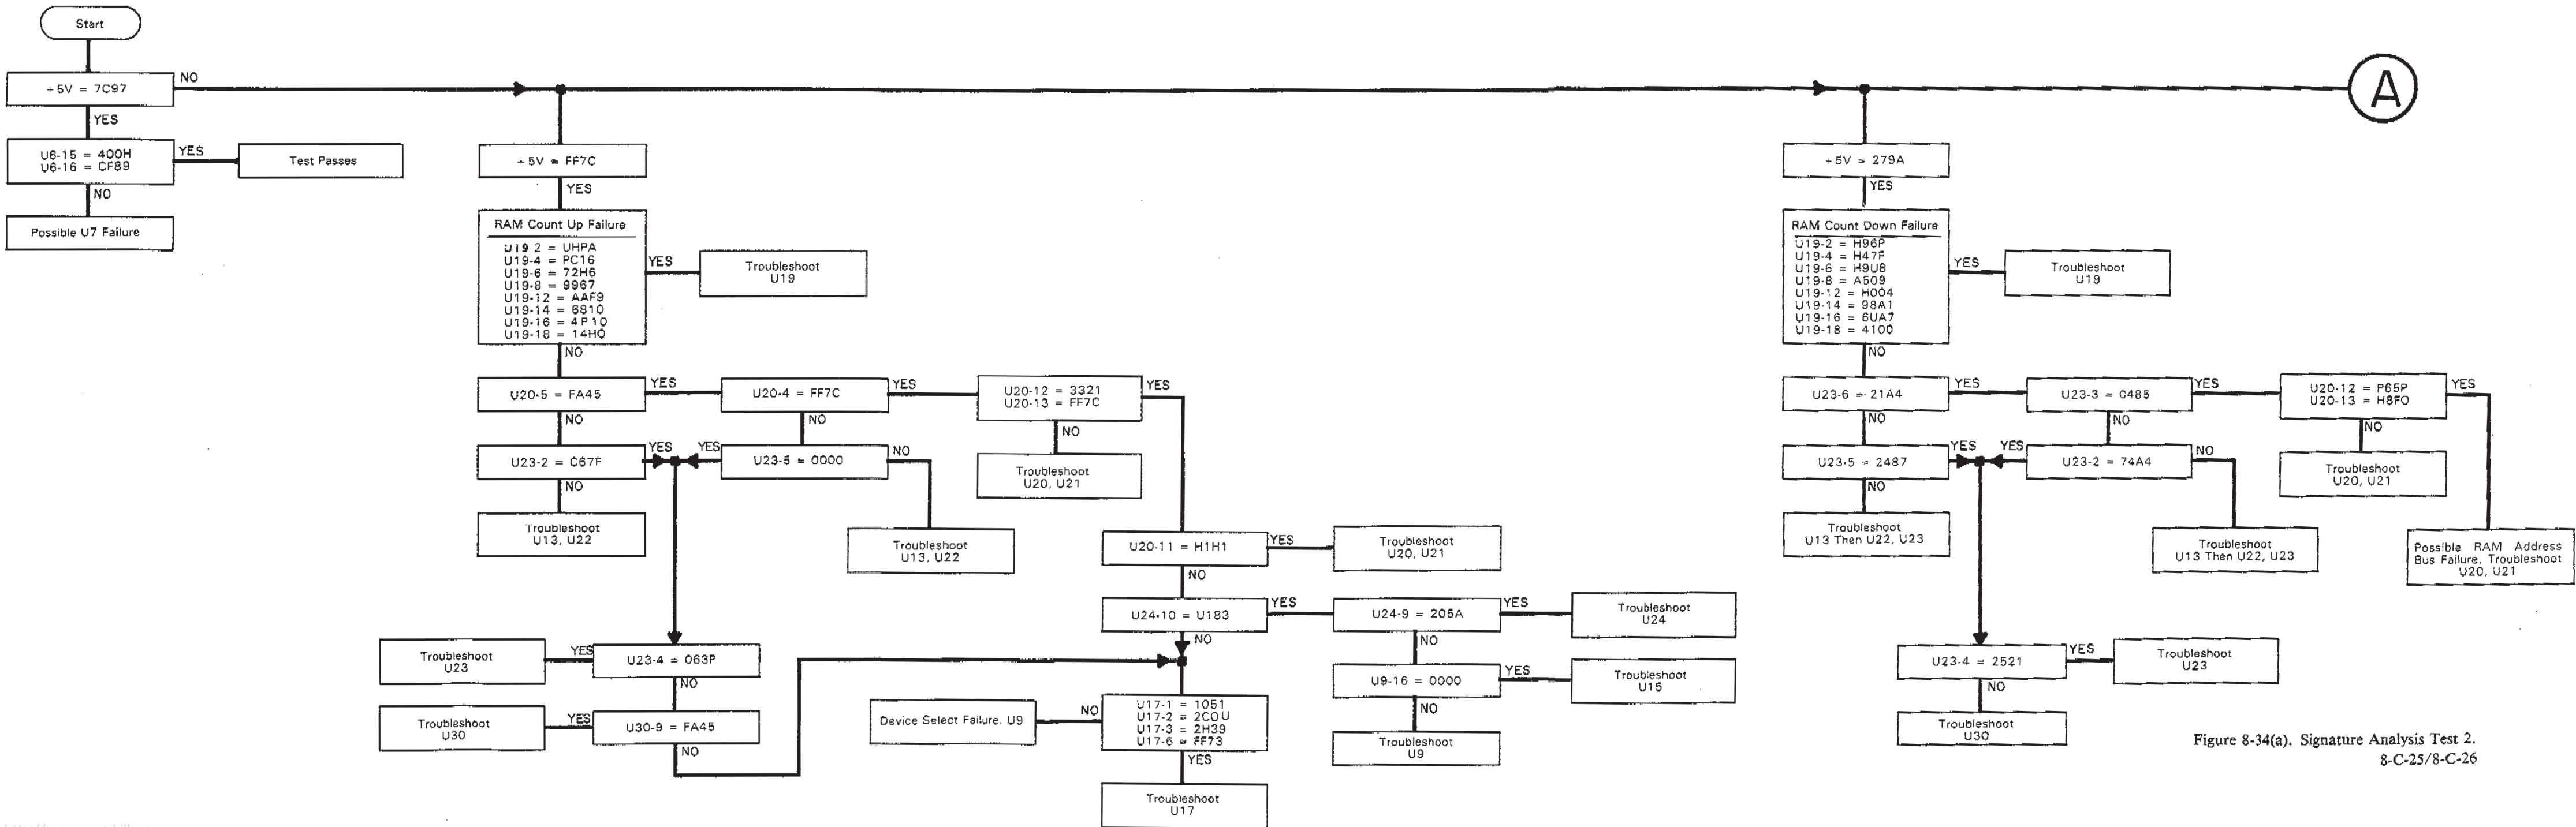 Start
+5V = 7C97
NO
YES
U6-15 = 400H
U6-16 = CF89
YES
Test Passes
NO
Possible U7 Failure
+5V = FF7C
YES
RAM Count Up Failure
U19 2 = UHPA
U19-4 = PC16
U19-6 = 72H6
U19-8 = 9967
U19-12 = AAF9
U19-14 = 6810
U19-16 = 4P10
U19-18 = 14H0
YES
Troubleshoot
U19
NO
U20-5 = FA45
YES
U20-4 = FF7C
YES
U20-12 = 3321
U20-13 = FF7C
YES
NO
NO
NO
U23-2 = C67F
YES
YES
U23-5 = 0000
NO
Troubleshoot
U20, U21
NO
Troubleshoot
U13, U22
Troubleshoot
U13, U22
U20-11 = H1H1
YES
Troubleshoot
U20, U21
NO
U24-10 = U183
YES
U24-9 = 205A
YES
Troubleshoot
U24
NO
NO
Troubleshoot
U23
YES
U23-4 = 063P
NO
U9-16 = 0000
YES
Troubleshoot
U15
NO
Troubleshoot
U30
YES
U30-9 = FA45
NO
Device Select Failure, U9
NO
U17-1 = 1051
U17-2 = 2C0U
U17-3 = 2H39
U17-6 = FF73
YES
Troubleshoot
U9
Troubleshoot
U17
A
+5V = 279A
YES
RAM Count Down Failure
U19-2 = H96P
U19-4 = H47F
U19-6 = H9U8
U19-8 = A509
U19-12 = H004
U19-14 = 98A1
U19-16 = 6UA7
U19-18 = 4100
YES
Troubleshoot
U19
NO
U23-6 = 21A4
YES
U23-3 = C485
YES
U20-12 = P65P
U20-13 = H8F0
YES
NO
NO
NO
U23-5 = 2487
YES
YES
U23-2 = 74A4
NO
Troubleshoot
U20, U21
NO
Troubleshoot
U13 Then U22, U23
Troubleshoot
U13 Then U22, U23
Possible RAM Address
Bus Failure, Troubleshoot
U20, U21
U23-4 = 2521
YES
Troubleshoot
U23
NO
Troubleshoot
U30
Figure 8-34(a). Signature Analysis Test 2.
8-C-25/8-C-26